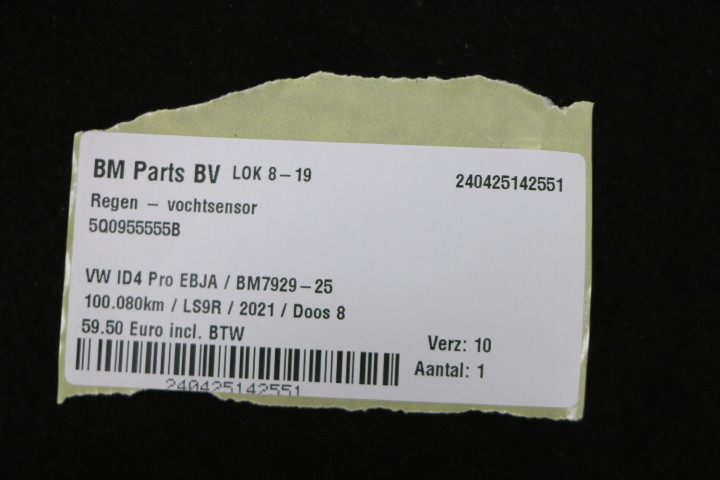 BM Parts BV LOK 8-19 240425142551
Regen - vochtsensor
5Q0955555B
VW ID4 Pro EBJA / BM7929-25
100.080km / LS9R / 2021 / Doos 8
59.50 Euro incl. BTW
Verz: 10
Aantal: 1
240425142551